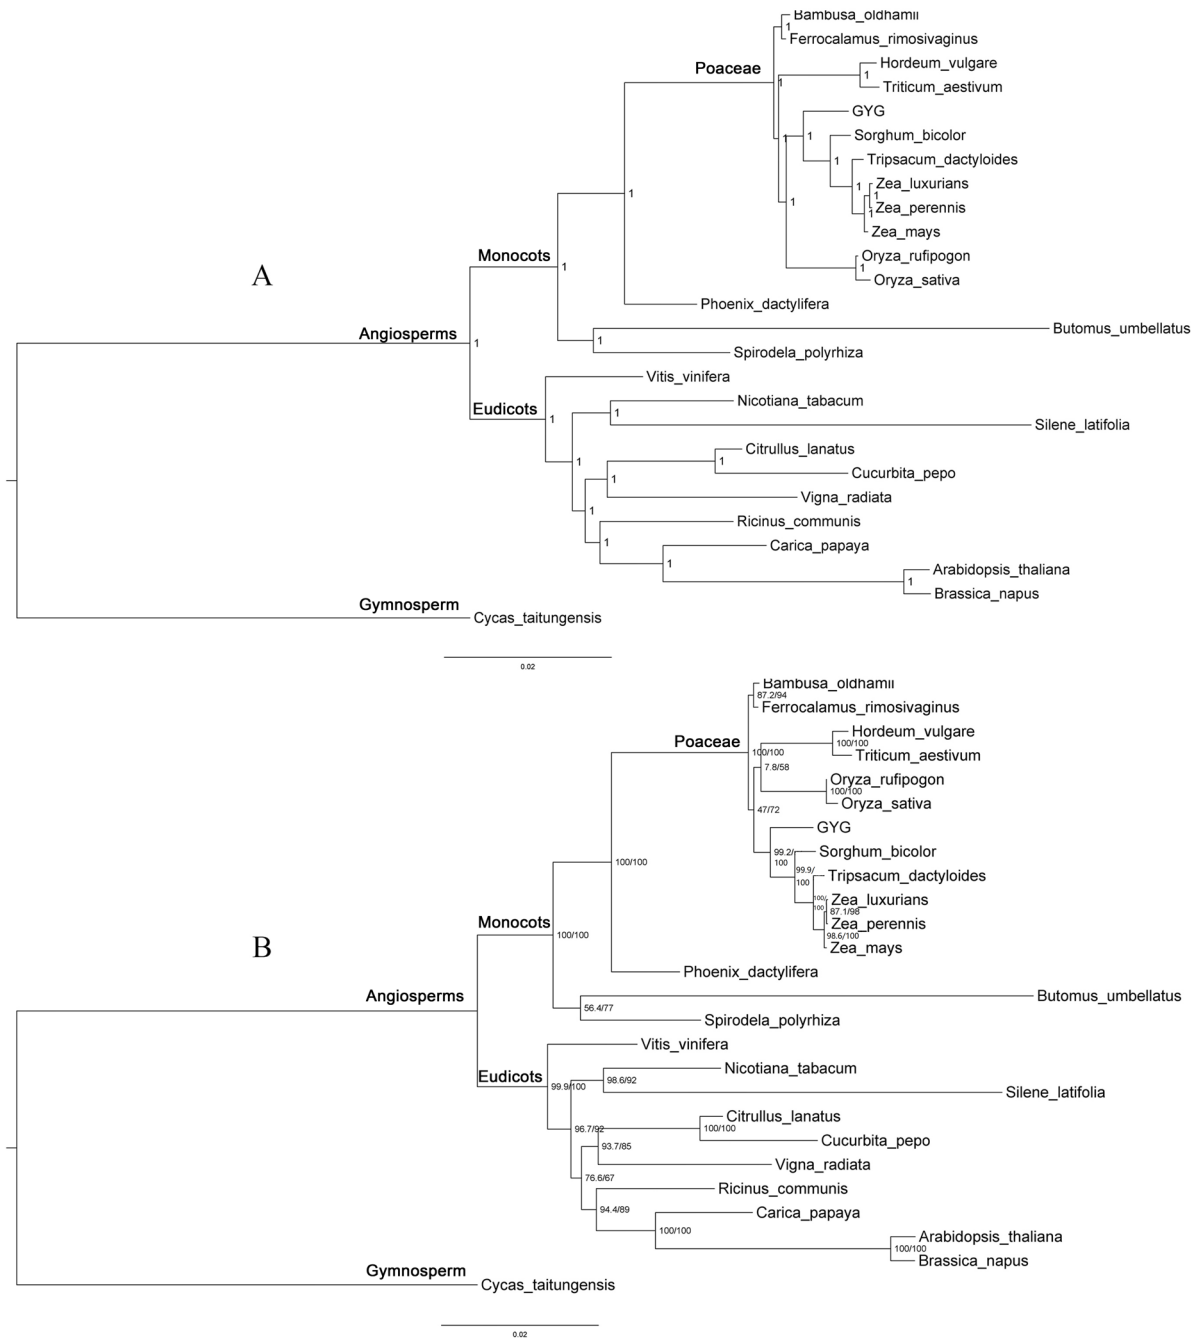 Bambusa_oldhamii
1
Ferrocalamus_rimosivaginus
Poaceae
Hordeum_vulgare
1
1
Triticum_aestivum
GYG
1
1
Sorghum_bicolor
1
Tripsacum_dactyloides
1
Zea_luxurians
1
Zea_perennis
1
1
Zea_mays
1
Oryza_rufipogon
1
Oryza_sativa
Monocots
1
A
Phoenix_dactylifera
Angiosperms
1
Butomus_umbellatus
1
Spirodela_polyrhiza
Vitis_vinifera
Eudicots
1
Nicotiana_tabacum
1
Silene_latifolia
Citrullus_lanatus
1
1
Cucurbita_pepo
1
Vigna_radiata
1
Ricinus_communis
1
Carica_papaya
1
Arabidopsis_thaliana
1
Brassica_napus
Gymnosperm
Cycas_taitungensis
0.02
Bambusa_oldhamii
87.2/94
Ferrocalamus_rimosivaginus
Poaceae
Hordeum_vulgare
100/100
100/100
Triticum_aestivum
7.8/58
Oryza_rufipogon
100/100
Oryza_sativa
47/72
GYG
99.2/
100
Sorghum_bicolor
99.9/
100
Tripsacum_dactyloides
100/
100
Zea_luxurians
87.1/98
Zea_perennis
98.6/100
Zea_mays
100/100
Monocots
100/100
B
Phoenix_dactylifera
Angiosperms
Butomus_umbellatus
56.4/77
Spirodela_polyrhiza
Vitis_vinifera
Eudicots
99.9/100
Nicotiana_tabacum
98.6/92
Silene_latifolia
Citrullus_lanatus
96.7/92
100/100
Cucurbita_pepo
93.7/85
Vigna_radiata
76.6/67
Ricinus_communis
94.4/89
Carica_papaya
100/100
Arabidopsis_thaliana
100/100
Brassica_napus
Gymnosperm
Cycas_taitungensis
0.02